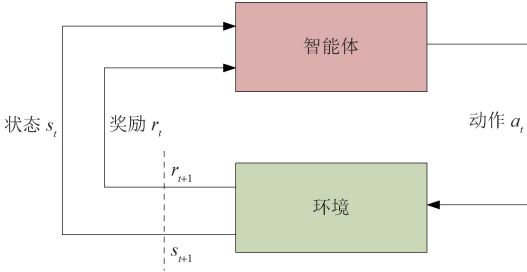 智能体
状态 s_t
奖励 r_t
动作 a_t
r_{t+1}
环境
s_{t+1}